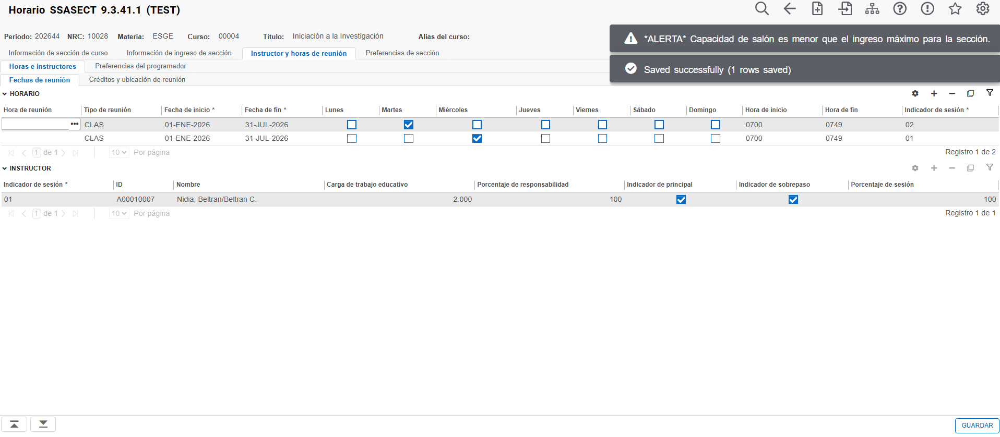 Horario SSASECT 9.3.41.1 (TEST)
Periodo: 202644 NRC: 10028 Materia: ESGE Curso: 00004 Título: Iniciación a la Investigación Alias del curso:
*ALERTA* Capacidad de salón es menor que el ingreso máximo para la sección.
Saved successfully (1 rows saved)
Información de sección de curso Información de ingreso de sección Instructor y horas de reunión Preferencias de sección
Horas e instructores Preferencias del programador
Fechas de reunión Créditos y ubicación de reunión
HORARIO
Hora de reunión Tipo de reunión Fecha de inicio * Fecha de fin * Lunes Martes Miércoles Jueves Viernes Sábado Domingo Hora de inicio Hora de fin Indicador de sesión *
CLAS 01-ENE-2026 31-JUL-2026 0700 0749 02
CLAS 01-ENE-2026 31-JUL-2026 0700 0749 01
1 de 1 10 Por página Registro 1 de 2
INSTRUCTOR
Indicador de sesión * ID Nombre Carga de trabajo educativo Porcentaje de responsabilidad Indicador de principal Indicador de sobrepaso Porcentaje de sesión
01 A00010007 Nidia, Beltran/Beltran C. 2.000 100 100
1 de 1 10 Por página Registro 1 de 1
GUARDAR